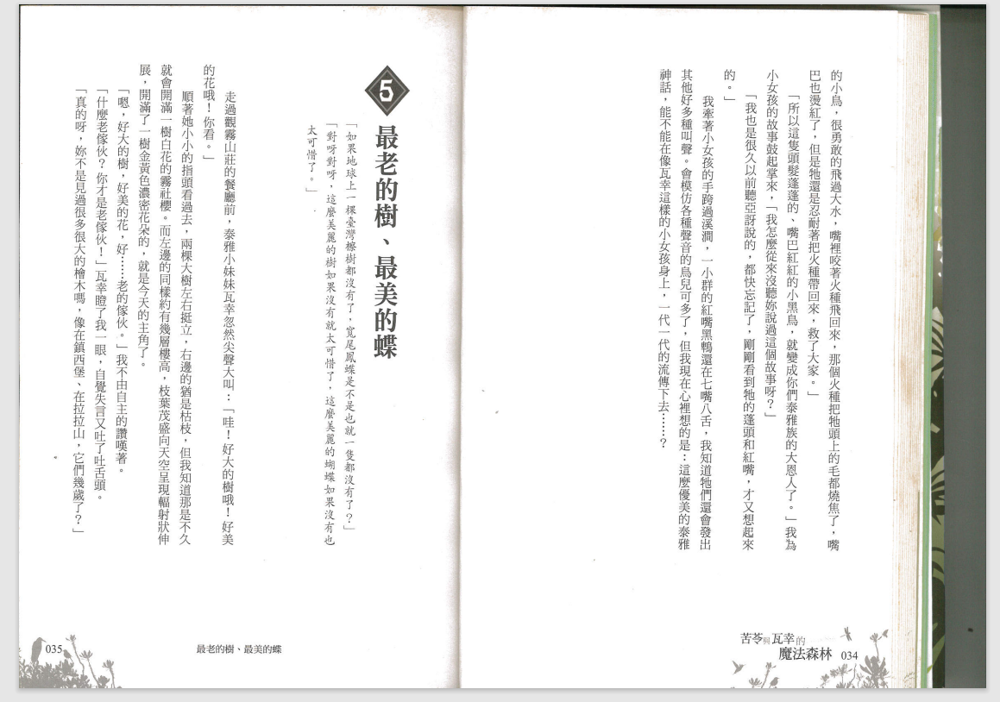 的小鳥，很勇敢的飛過大水，嘴裡咬著火種飛回來，那個火種把牠頭上的毛都燒焦了，嘴
巴也燙紅了，但是牠還是忍耐著把火種帶回來，救了大家。」
「所以這隻頭髮蓬蓬的、嘴巴紅紅的小黑鳥，就變成你們泰雅族的大恩人了。」我為
小女孩的故事鼓起掌來，「我怎麼從來沒聽妳說過這個故事呀？」
「我也是很久以前聽亞訝說的，都快忘記了，剛剛看到牠的蓬頭和紅嘴，才又想起來
的。」
我牽著小女孩的手跨過溪澗，一小群的紅嘴黑鵯還在七嘴八舌，我知道牠們還會發出
其他好多種叫聲。會模仿各種聲音的鳥兒可多了，但我現在心裡想的是：這麼優美的泰雅
神話，能不能在像瓦幸這樣的小女孩身上，一代一代的流傳下去……？
苦苓與瓦幸的
魔法森林 034
5 最老的樹、最美的蝶
「如果地球上一棵臺灣檫樹都沒有了，寬尾鳳蝶是不是也就一隻都沒有了？」
「對呀對呀，這麼美麗的樹如果沒有就太可惜了，這麼美麗的蝴蝶如果沒有也
太可惜了。」
走過觀霧山莊的餐廳前，泰雅小妹妹瓦幸忽然尖聲大叫：「哇！好大的樹哦！好美
的花哦！你看。」
順著她小小的指頭看過去，兩棵大樹左右挺立，右邊的猶是枯枝，但我知道那是不久
就會開滿一樹白花的霧社櫻。而左邊的同樣約有幾層樓高，枝葉茂盛向天空呈現輻射狀伸
展，開滿了一樹金黃色濃密花朵的，就是今天的主角了。
「嗯，好大的樹，好美的花，好……老的傢伙。」我不由自主的讚嘆著。
「什麼老傢伙？你才是老傢伙！」瓦幸瞪了我一眼，自覺失言又吐了吐舌頭。
「真的呀，妳不是見過很多很大的檜木嗎，像在鎮西堡、在拉拉山，它們幾歲了？」
最老的樹、最美的蝶
035